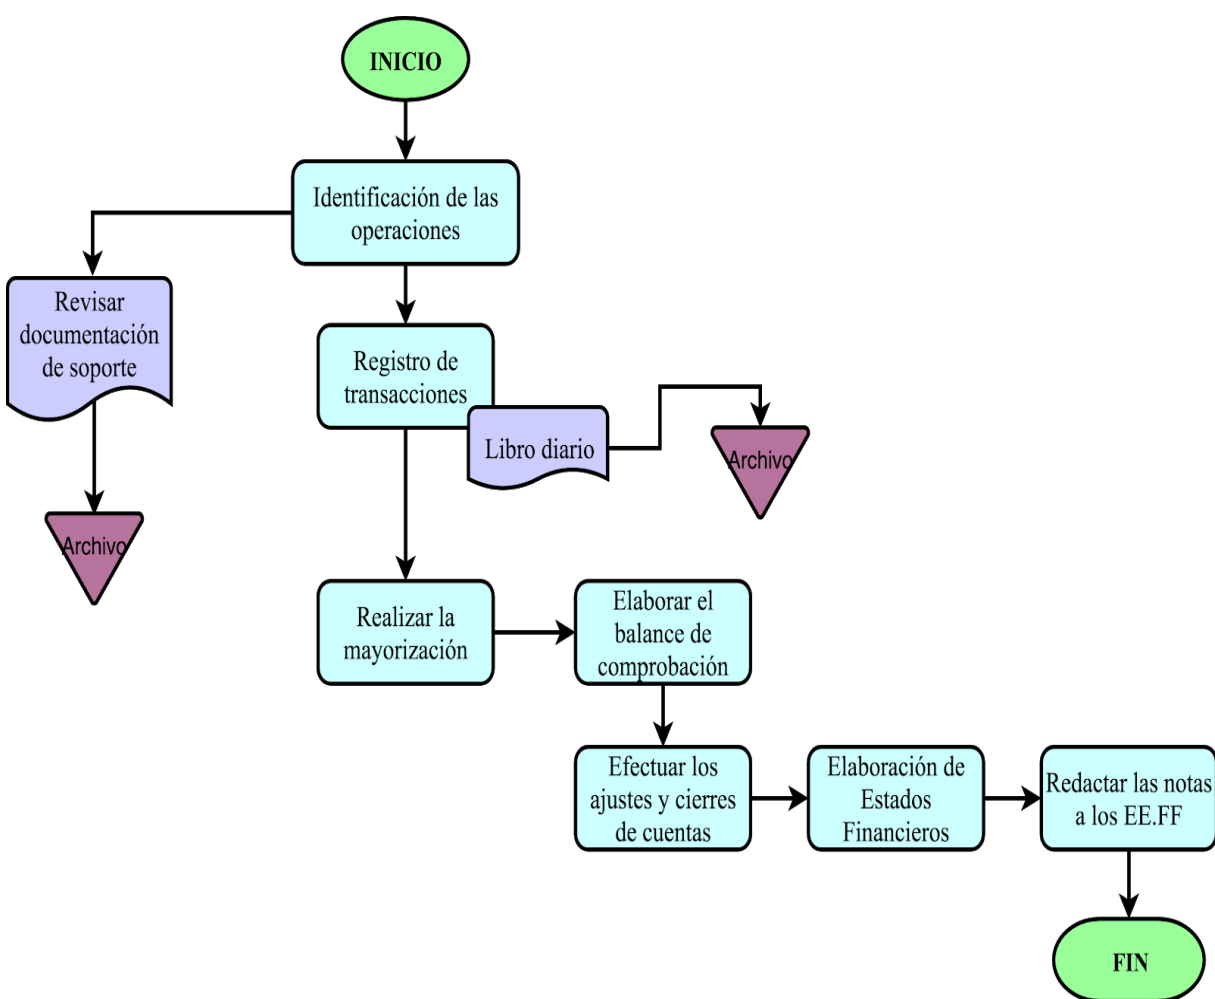 INICIO
Identificación de las
operaciones
Revisar
documentación
de soporte
Registro de
transacciones
Libro diario
Archivo
Archivo
Realizar la
mayorización
Elaborar el
balance de
comprobación
Efectuar los
ajustes y cierres
de cuentas
Elaboración de
Estados
Financieros
Redactar las notas
a los EE.FF
FIN